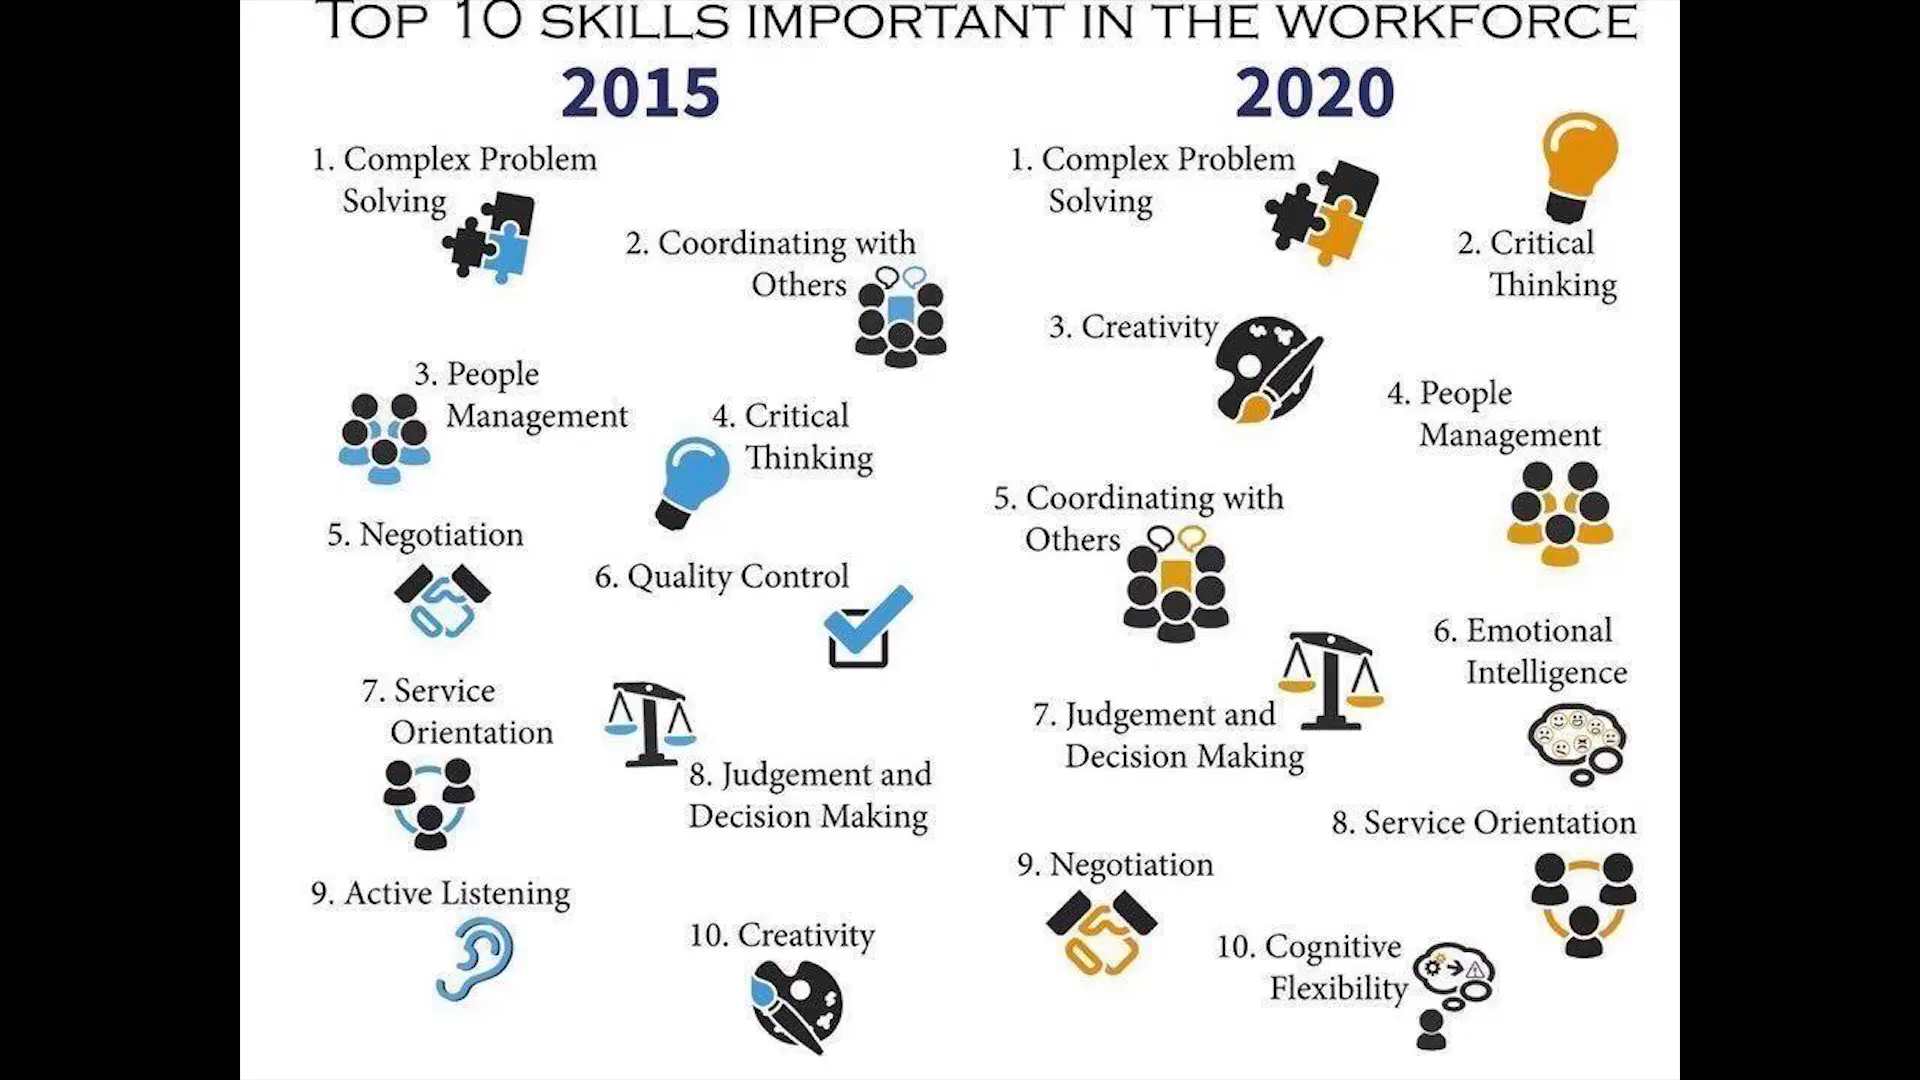 TOP 10 SKILLS IMPORTANT IN THE WORKFORCE
2015
1. Complex Problem
Solving
2. Coordinating with
Others
3. People
Management
4. Critical
Thinking
5. Negotiation
6. Quality Control
7. Service
Orientation
8. Judgement and
Decision Making
9. Active Listening
10. Creativity
2020
1. Complex Problem
Solving
2. Critical
Thinking
3. Creativity
4. People
Management
5. Coordinating with
Others
6. Emotional
Intelligence
7. Judgement and
Decision Making
8. Service Orientation
9. Negotiation
10. Cognitive
Flexibility